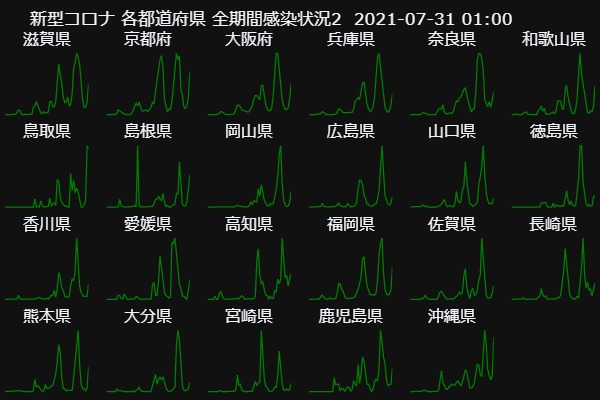 新型コロナ 各都道府県 全期間感染状況2 2021-07-31 01:00
滋賀県 京都府 大阪府 兵庫県 奈良県 和歌山県
鳥取県 島根県 岡山県 広島県 山口県 徳島県
香川県 愛媛県 高知県 福岡県 佐賀県 長崎県
熊本県 大分県 宮崎県 鹿児島県 沖縄県